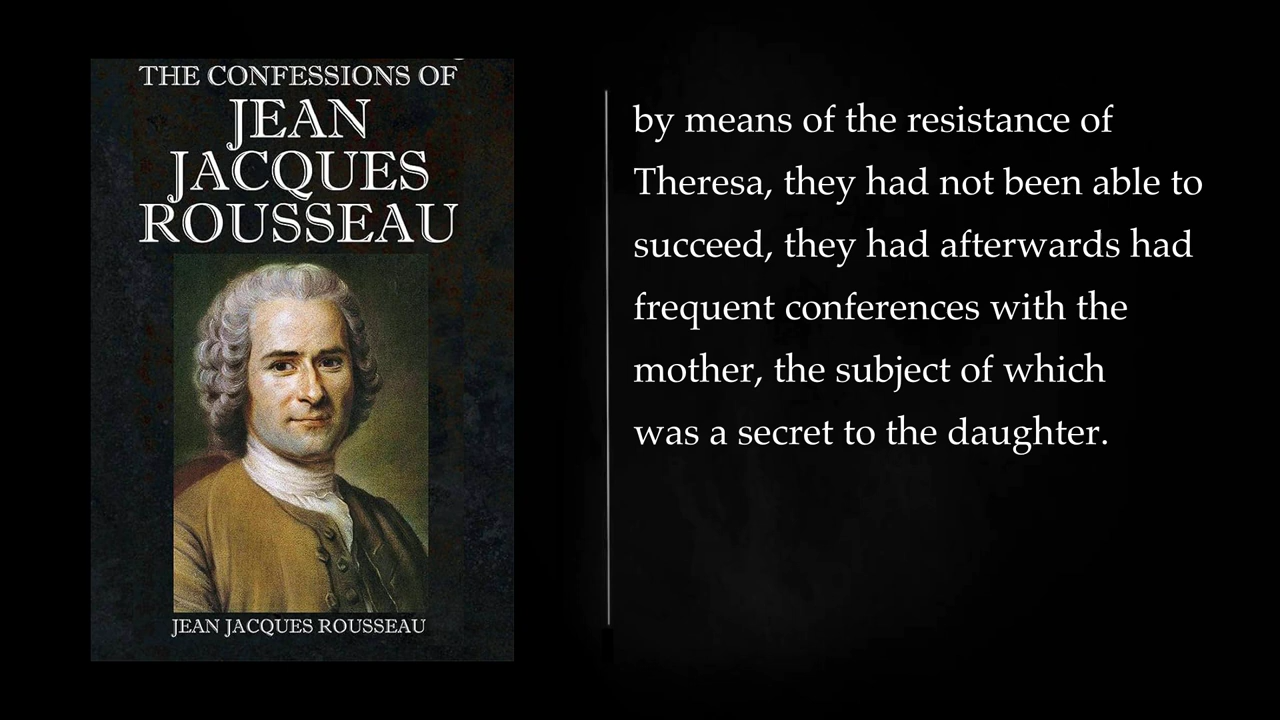 THE CONFESSIONS OF
JEAN
JACQUES
ROUSSEAU
JEAN JACQUES ROUSSEAU
by means of the resistance of
Theresa, they had not been able to
succeed, they had afterwards had
frequent conferences with the
mother, the subject of which
was a secret to the daughter.